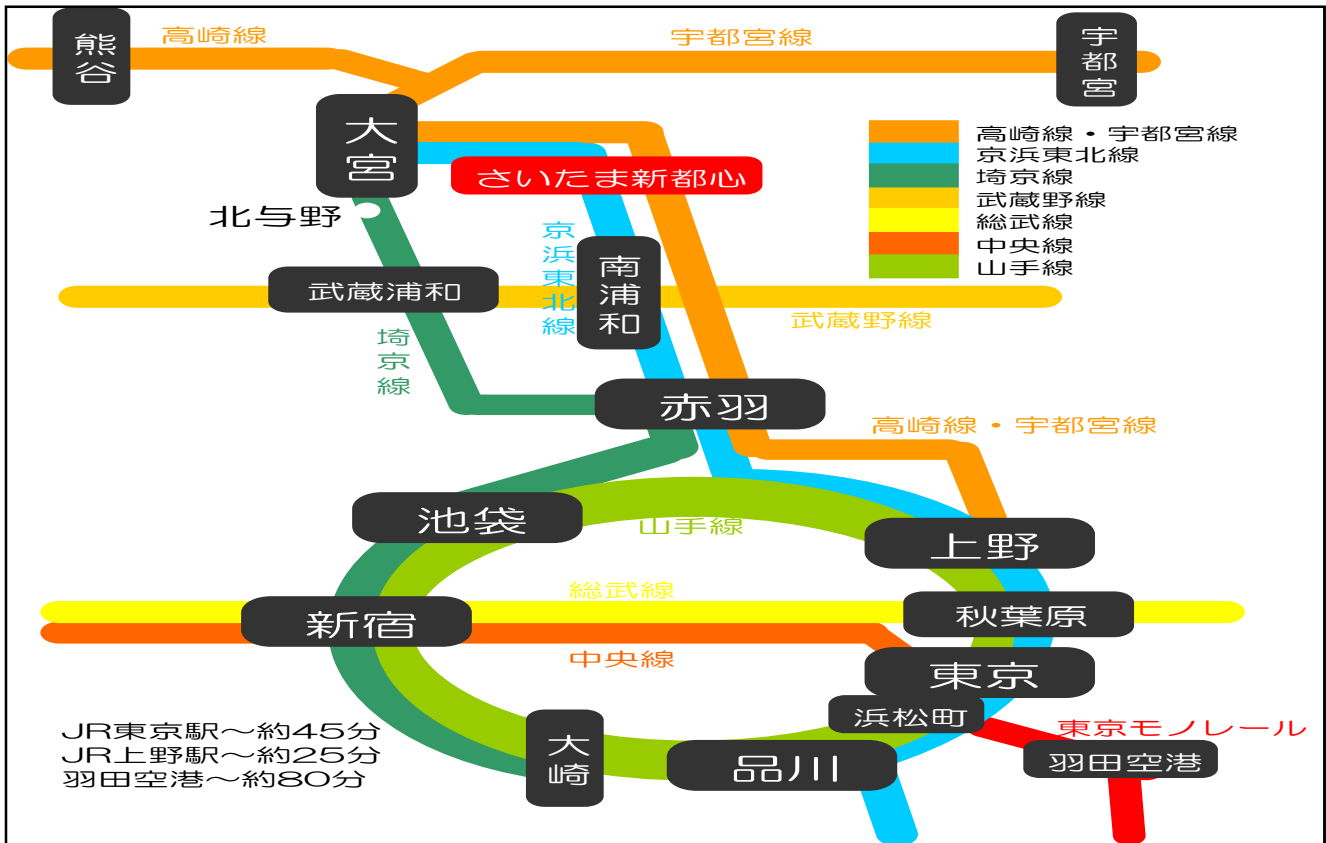 熊谷
高崎線
宇都宮線
宇都宮
大宮
高崎線・宇都宮線
京浜東北線
埼京線
武蔵野線
総武線
中央線
山手線
さいたま新都心
北与野
京浜東北線
南浦和
武蔵浦和
武蔵野線
埼京線
赤羽
高崎線・宇都宮線
池袋
山手線
上野
総武線
新宿
秋葉原
中央線
東京
浜松町
東京モノレール
大崎
品川
羽田空港
JR東京駅～約45分
JR上野駅～約25分
羽田空港～約80分